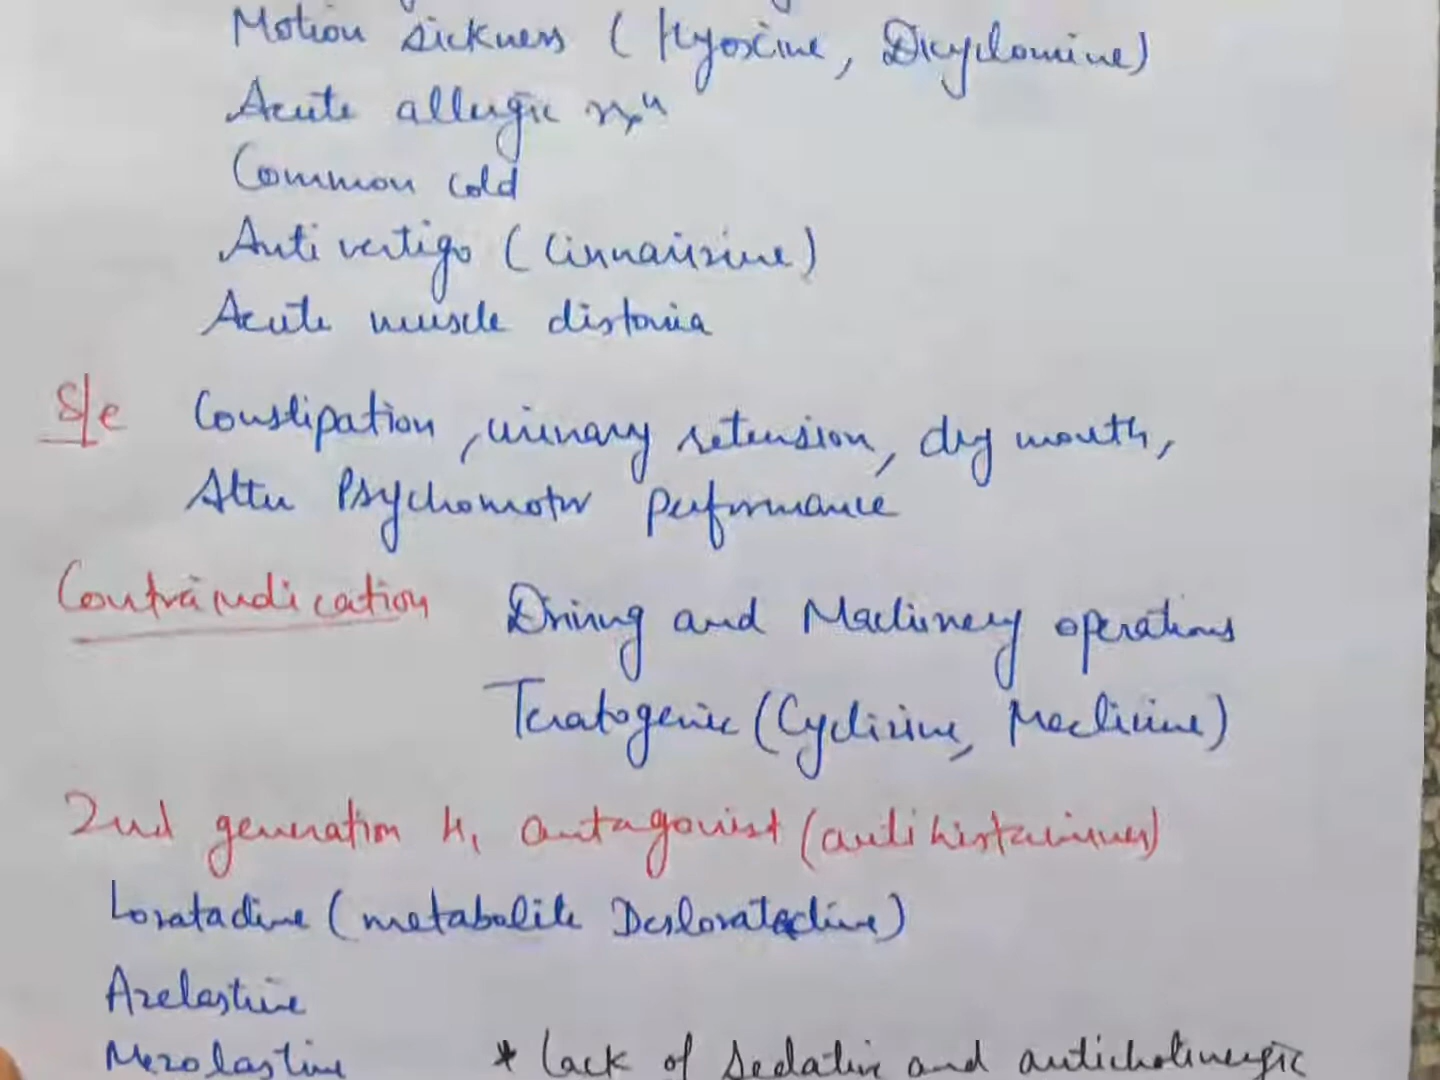 Motion sickness ( Hyoscine, Dicyclomine)
Acute allergic rxⁿ
Common cold
Anti vertigo ( Cinnarizine )
Acute muscle distonia
S/e Constipation , urinary retension, dry mouth,
Alter Psychomotor performance
Contraindication Driving and Machinery operations
Teratogenic (Cyclizine, Meclizine)
2nd generation H₁ antagonist (antihistamines)
Loratadine (metabolite Desloratadine)
Azelastine
Mezolastine * lack of sedative and anticholinergic